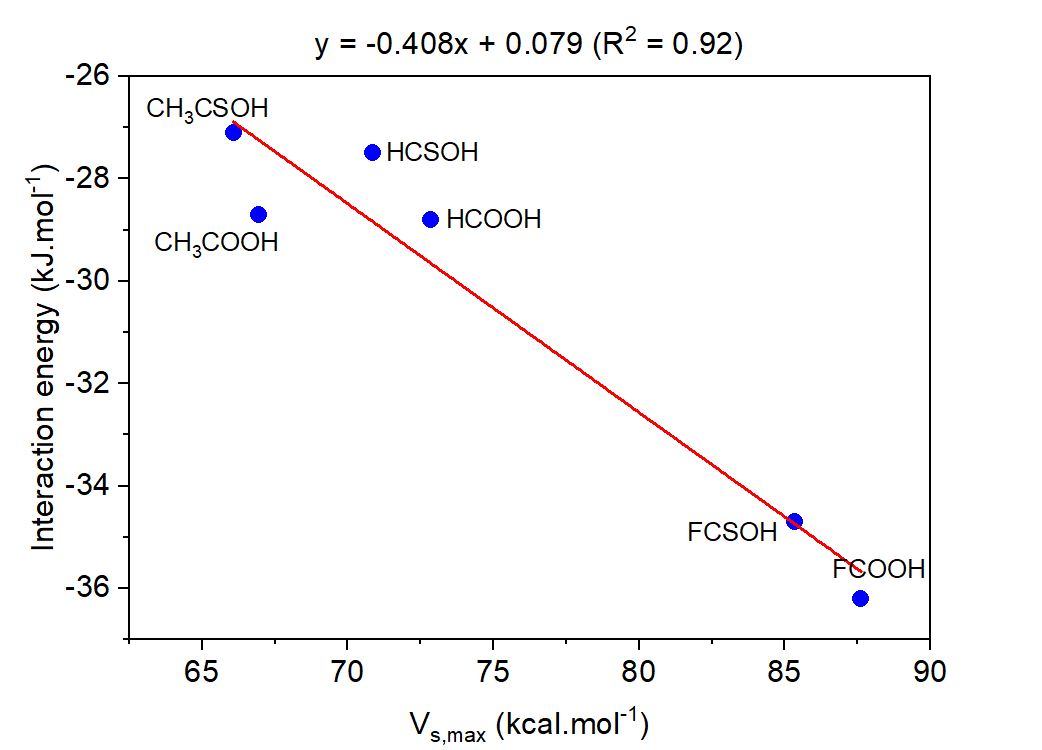 y = -0.408x + 0.079 (R² = 0.92)
-26
-28
-30
-32
-34
-36
Interaction energy (kJ.mol⁻¹)
CH₃CSOH
HCSOH
CH₃COOH
HCOOH
FCSOH
FCOOH
65 70 75 80 85 90
Vₛ,ₘₐₓ (kcal.mol⁻¹)